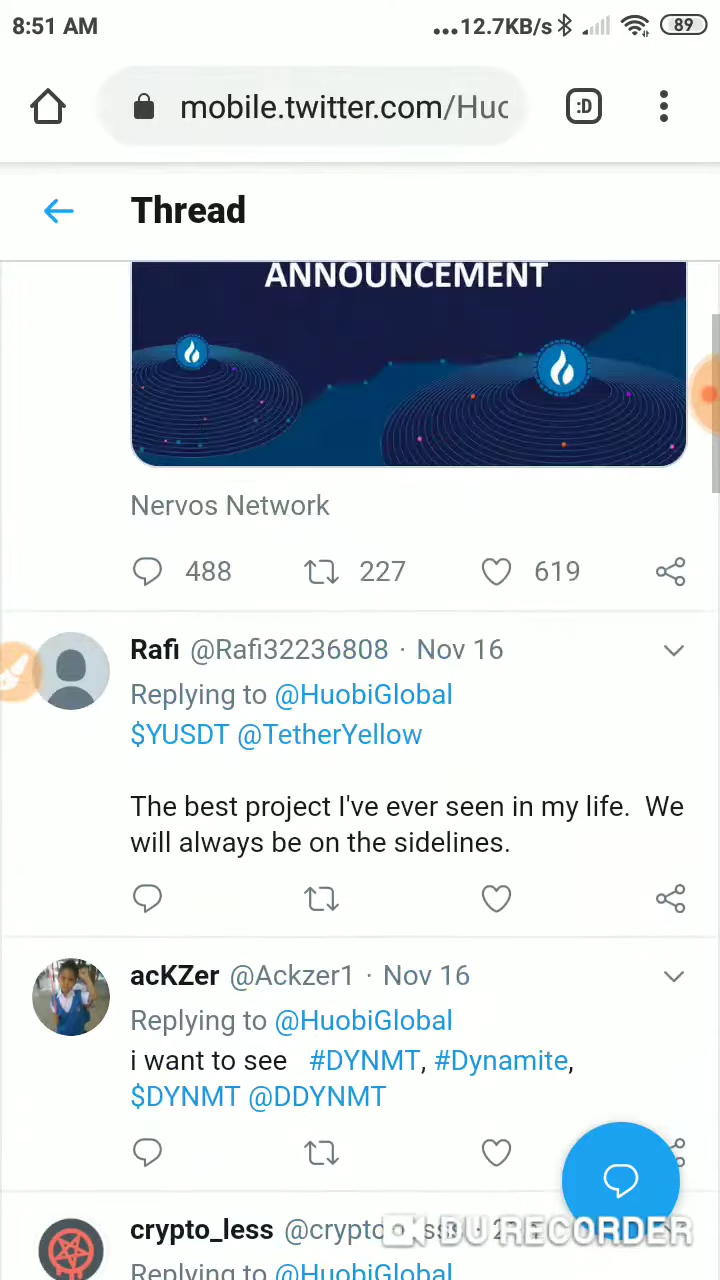 8:51 AM
...12.7KB/s
89
mobile.twitter.com/Huo
:D
Thread
ANNOUNCEMENT
Nervos Network
488 227 619
Rafi @Rafi32236808 · Nov 16
Replying to @HuobiGlobal
$YUSDT @TetherYellow
The best project I've ever seen in my life. We
will always be on the sidelines.
acKZer @Ackzer1 · Nov 16
Replying to @HuobiGlobal
i want to see #DYNMT, #Dynamite,
$DYNMT @DDYNMT
crypto_less
DU RECORDER
Replying to @HuobiGlobal